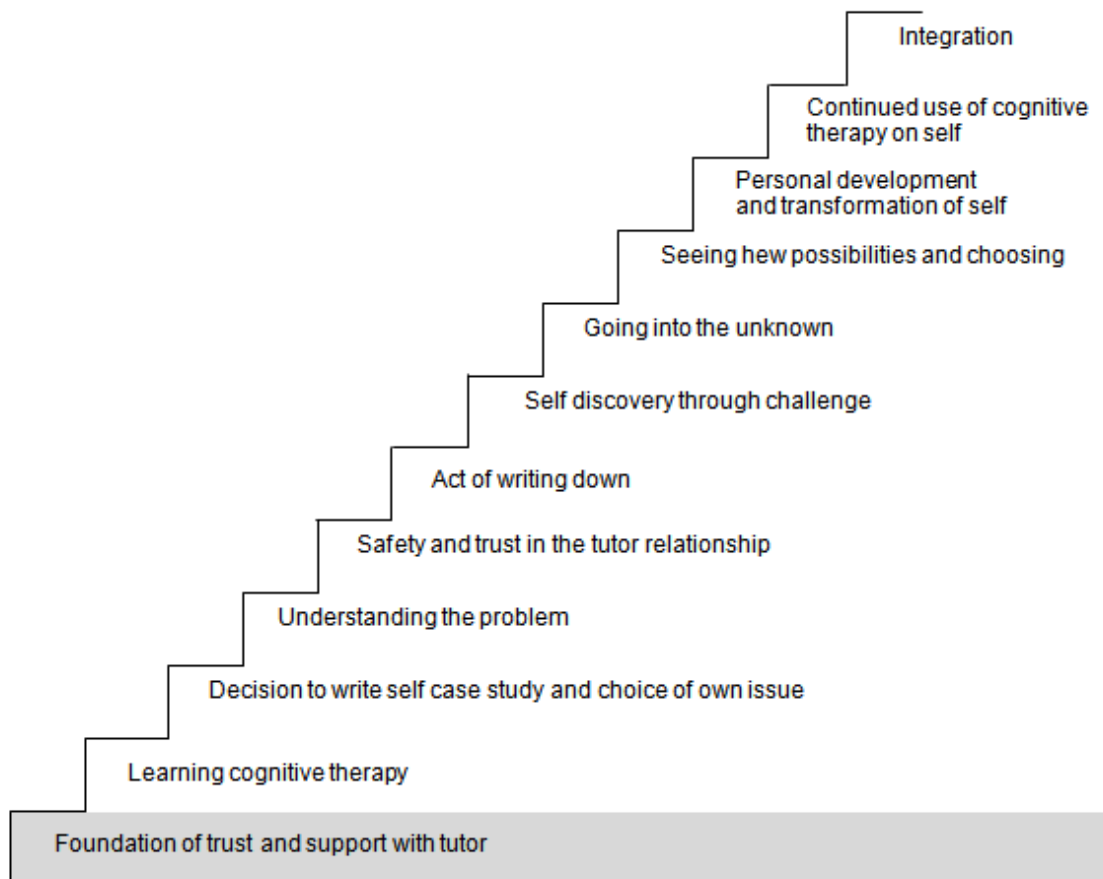 Integration
Continued use of cognitive
therapy on self
Personal development
and transformation of self
Seeing hew possibilities and choosing
Going into the unknown
Self discovery through challenge
Act of writing down
Safety and trust in the tutor relationship
Understanding the problem
Decision to write self case study and choice of own issue
Learning cognitive therapy
Foundation of trust and support with tutor